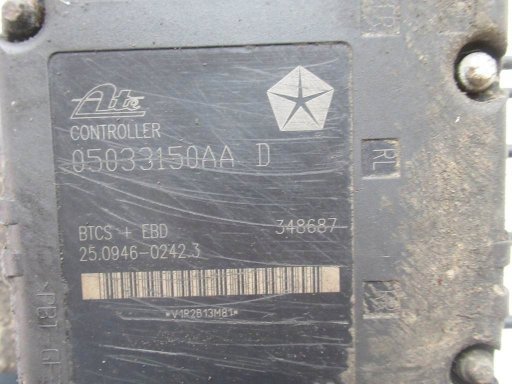 Ate
CONTROLLER
05033150AA D
BTCS + EBD 348687
25.0946-0242.3
*V1R2B13M81*
RL